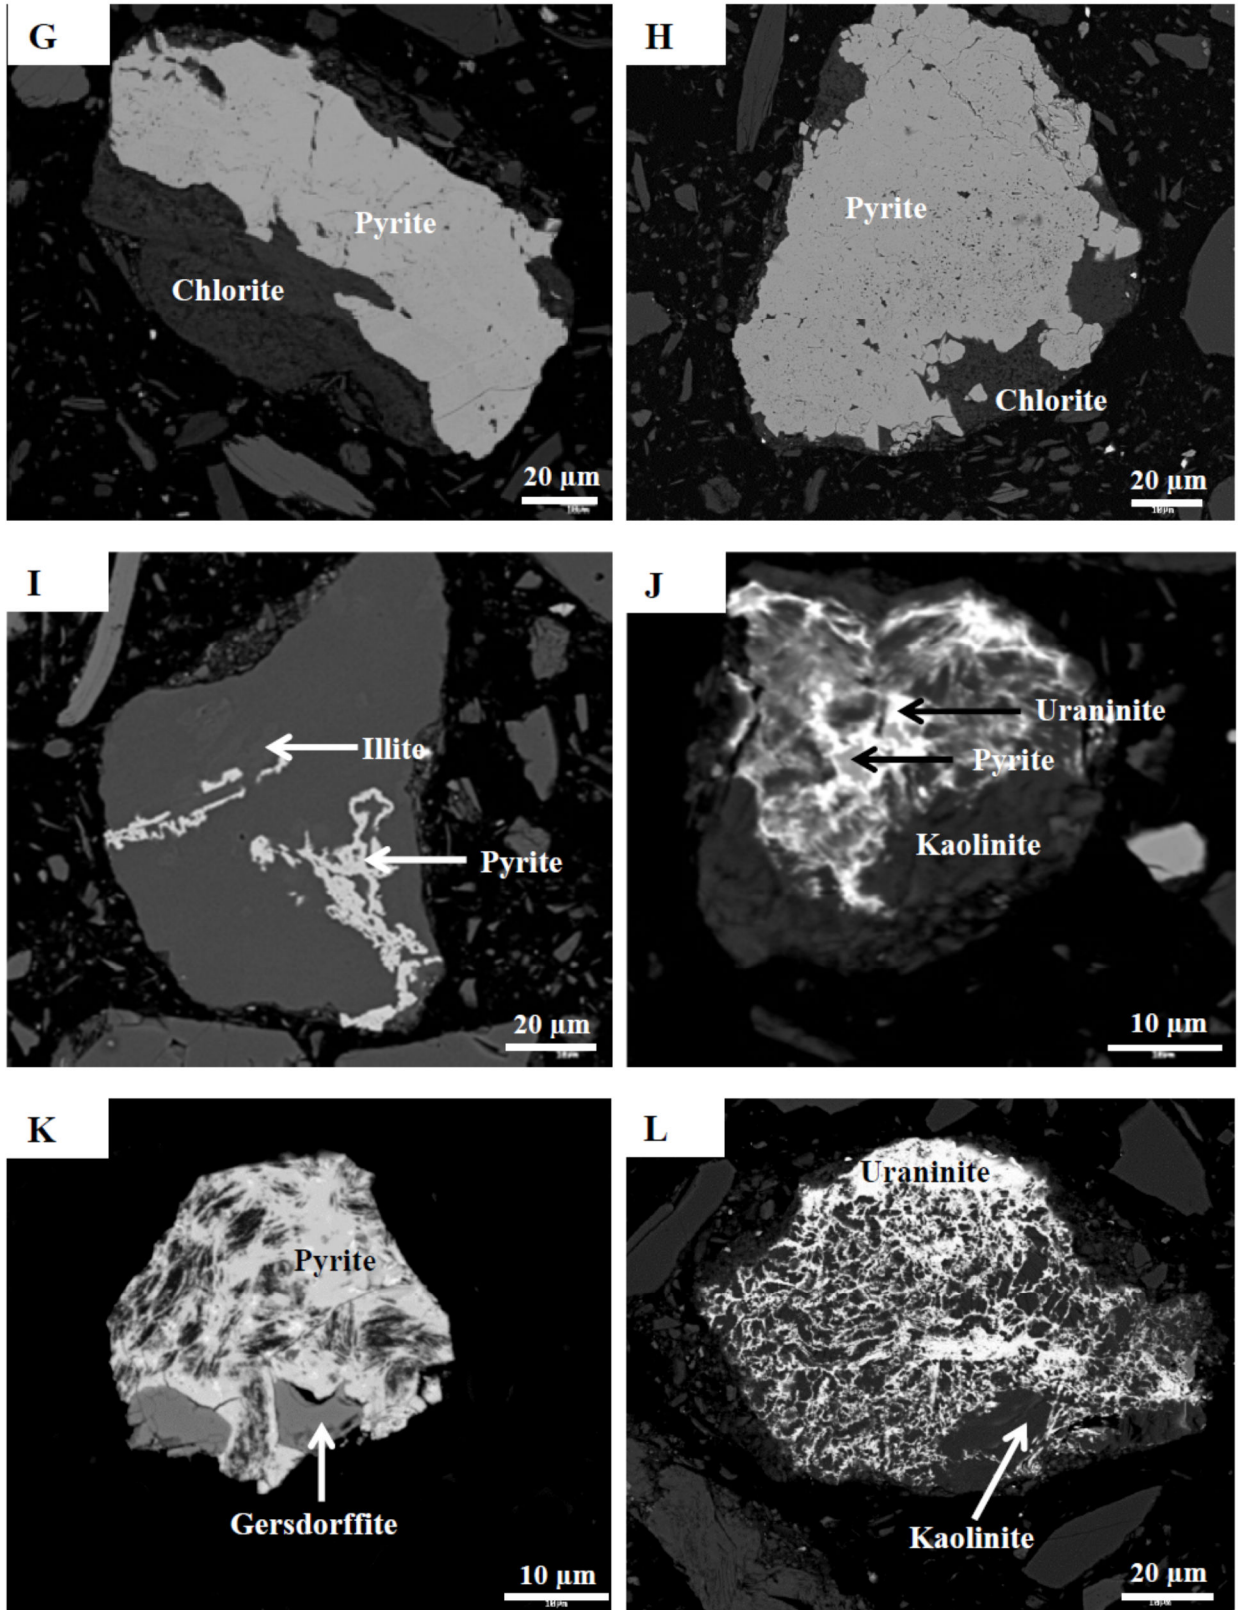 G
H
Pyrite
Pyrite
Chlorite
Chlorite
20 µm
20 µm
I
J
Illite
Uraninite
Pyrite
Pyrite
Kaolinite
20 µm
10 µm
K
L
Uraninite
Pyrite
Gersdorffite
Kaolinite
10 µm
20 µm